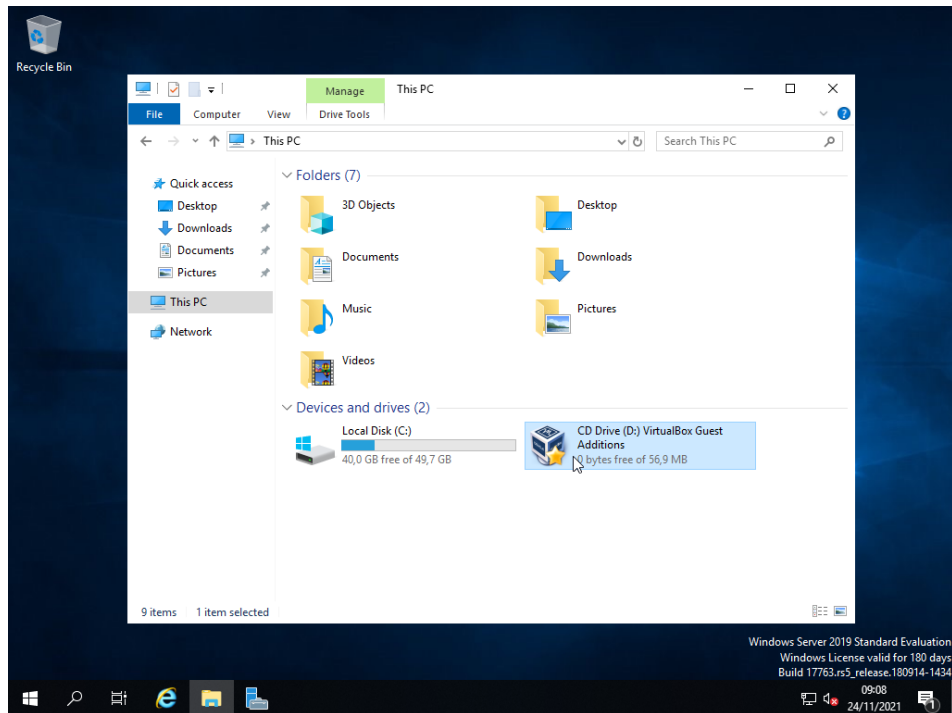 Recycle Bin
Manage
This PC
File
Computer
View
Drive Tools
This PC
Search This PC
Quick access
Desktop
Downloads
Documents
Pictures
This PC
Network
Folders (7)
3D Objects
Desktop
Documents
Downloads
Music
Pictures
Videos
Devices and drives (2)
Local Disk (C:)
40,0 GB free of 49,7 GB
CD Drive (D:) VirtualBox Guest
Additions
0 bytes free of 56,9 MB
9 items
1 item selected
Windows Server 2019 Standard Evaluation
Windows License valid for 180 days
Build 17763.rs5_release.180914-1434
09:08
24/11/2021
1